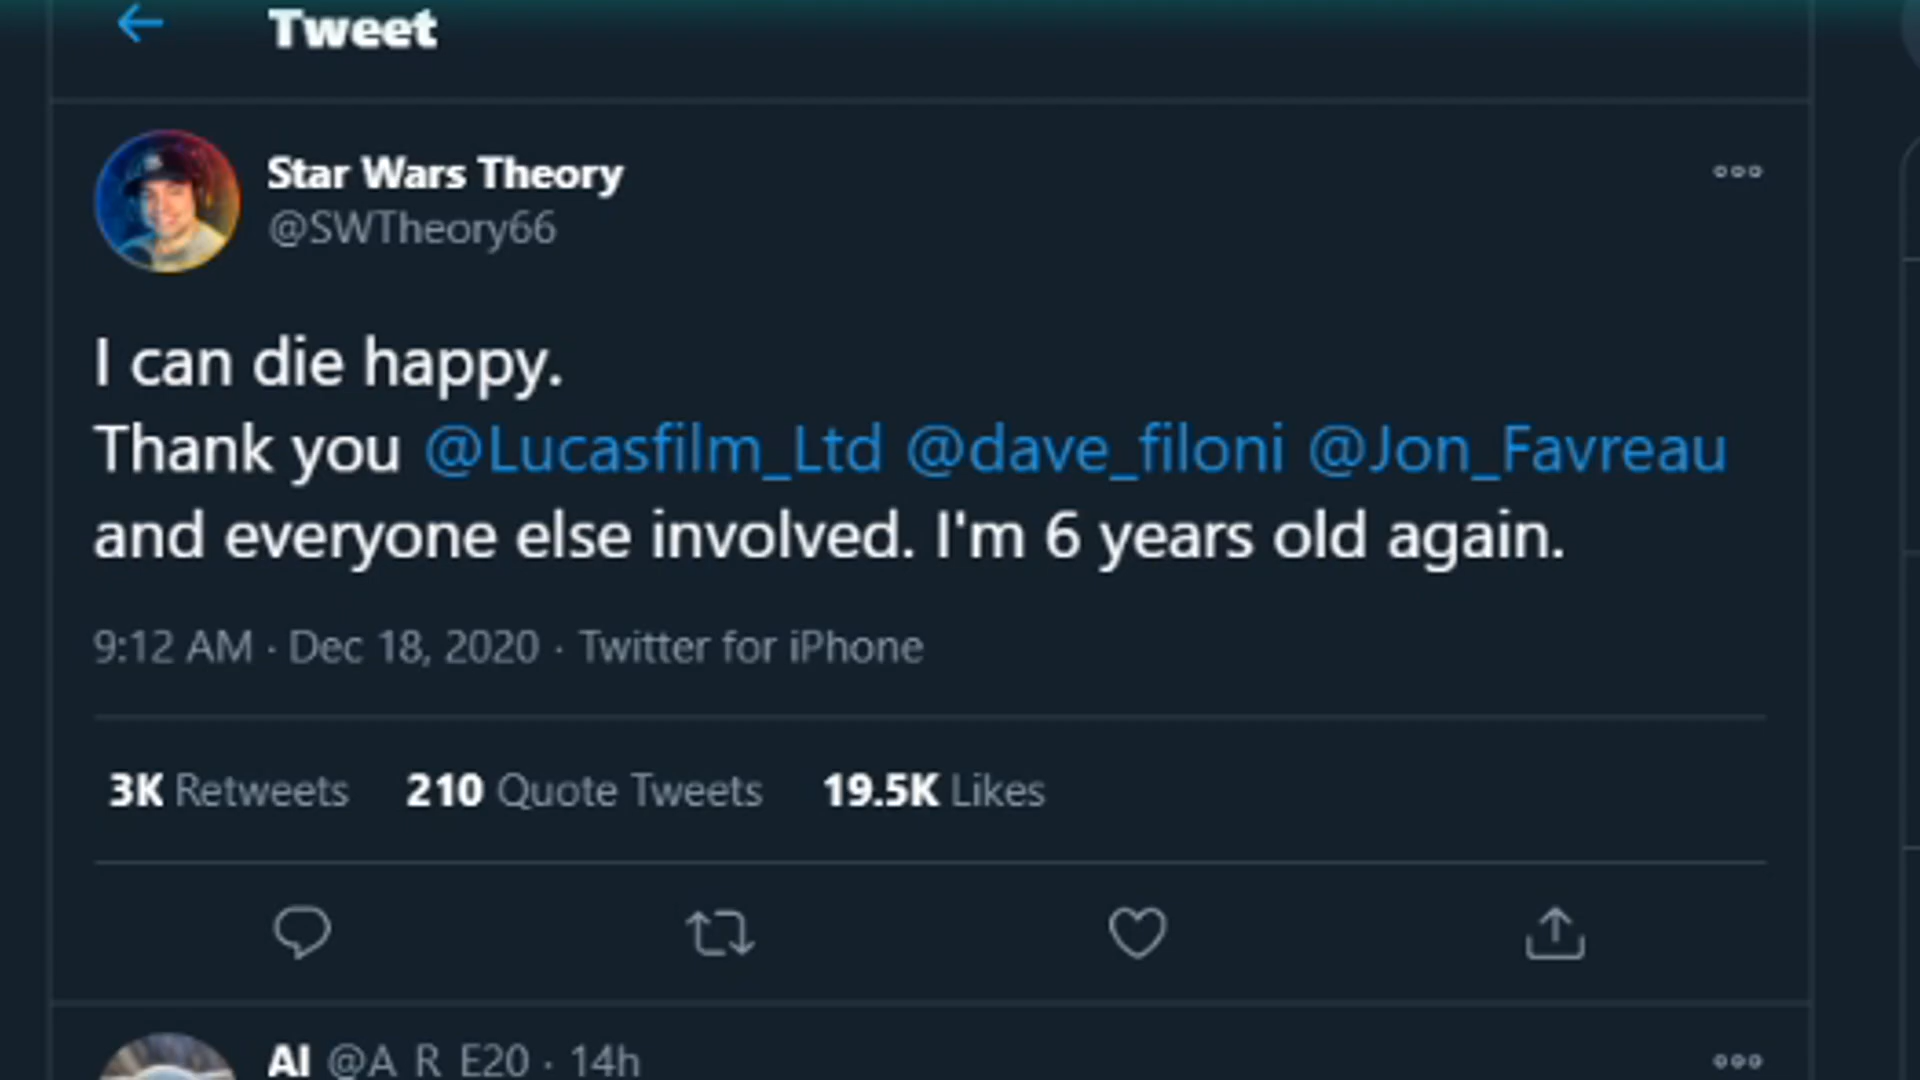 Tweet
Star Wars Theory
@SWTheory66
I can die happy.
Thank you @Lucasfilm_Ltd @dave_filoni @Jon_Favreau
and everyone else involved. I'm 6 years old again.
9:12 AM · Dec 18, 2020 · Twitter for iPhone
3K Retweets 210 Quote Tweets 19.5K Likes
Al @A_R_E20 · 14h